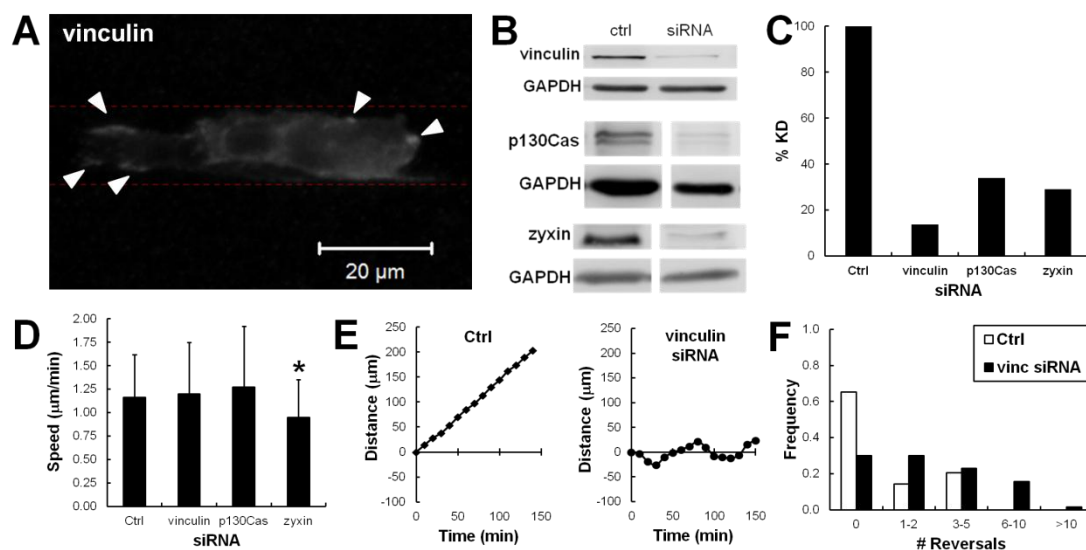 A
vinculin
20 μm
B
ctrl siRNA
vinculin
GAPDH
p130Cas
GAPDH
zyxin
GAPDH
C
% KD
100
80
60
40
20
0
Ctrl vinculin p130Cas zyxin
siRNA
D
Speed (μm/min)
2.00
1.75
1.50
1.25
1.00
0.75
0.50
0.25
0.00
*
Ctrl vinculin p130Cas zyxin
siRNA
E
Ctrl
Distance (μm)
250
200
150
100
50
0
-50
-100
0 50 100 150
Time (min)
vinculin
siRNA
Distance (μm)
250
200
150
100
50
0
-50
-100
0 50 100 150
Time (min)
F
Ctrl
vinc siRNA
Frequency
1.0
0.8
0.6
0.4
0.2
0.0
0 1-2 3-5 6-10 >10
# Reversals